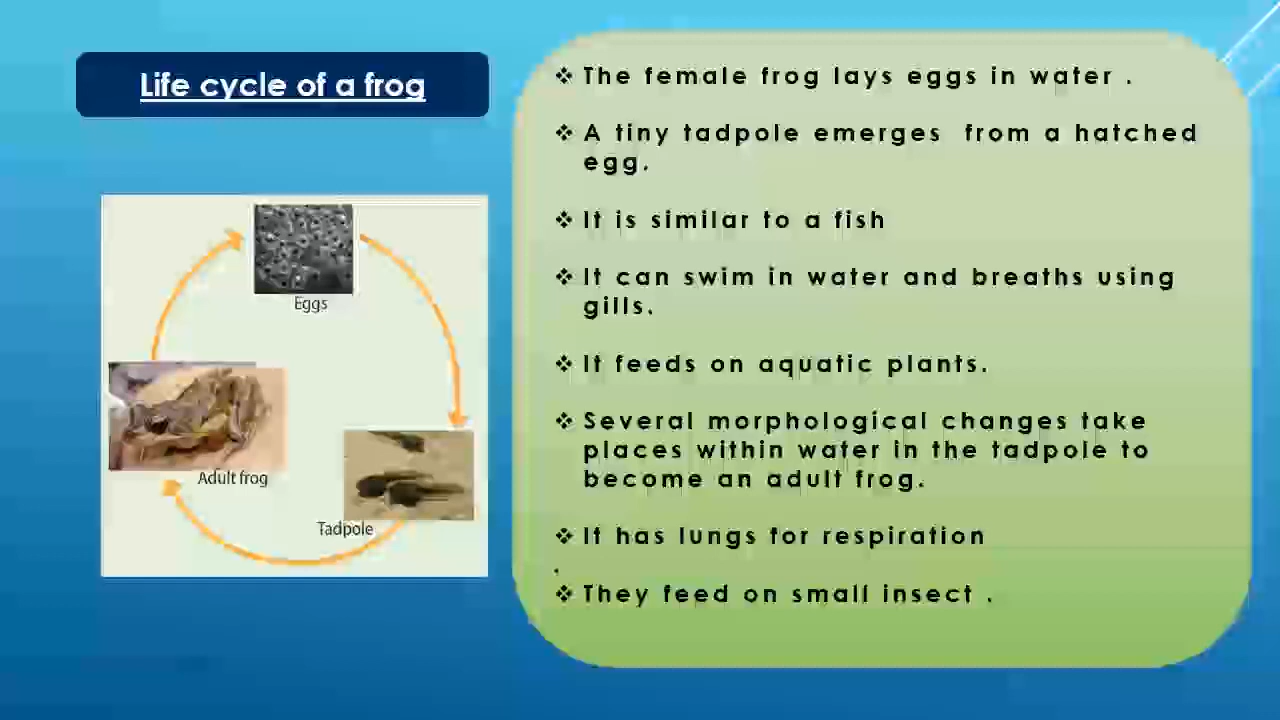 Life cycle of a frog
Eggs
Adult frog
Tadpole
❖ The female frog lays eggs in water .
❖ A tiny tadpole emerges from a hatched
egg.
❖ It is similar to a fish
❖ It can swim in water and breaths using
gills.
❖ It feeds on aquatic plants.
❖ Several morphological changes take
places within water in the tadpole to
become an adult frog.
❖ It has lungs for respiration
.
❖ They feed on small insect .